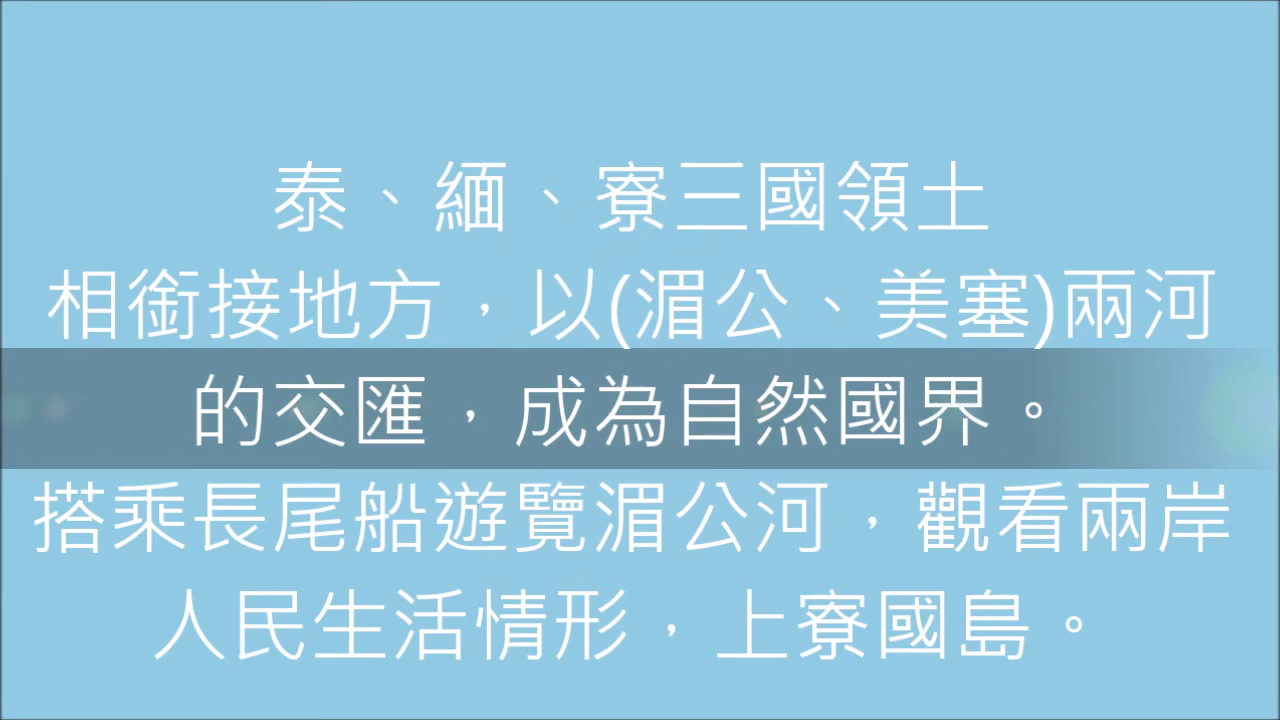 泰、緬、寮三國領土
相銜接地方，以(湄公、美塞)兩河
的交匯，成為自然國界。
搭乘長尾船遊覽湄公河，觀看兩岸
人民生活情形，上寮國島。